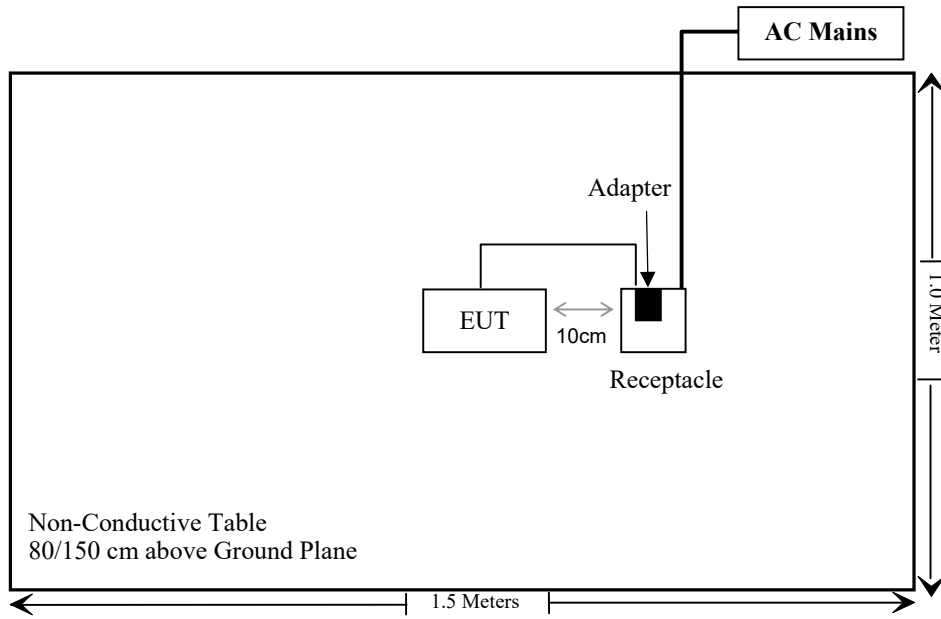 AC Mains
Adapter
EUT
10cm
Receptacle
1.0 Meter
Non-Conductive Table
80/150 cm above Ground Plane
1.5 Meters